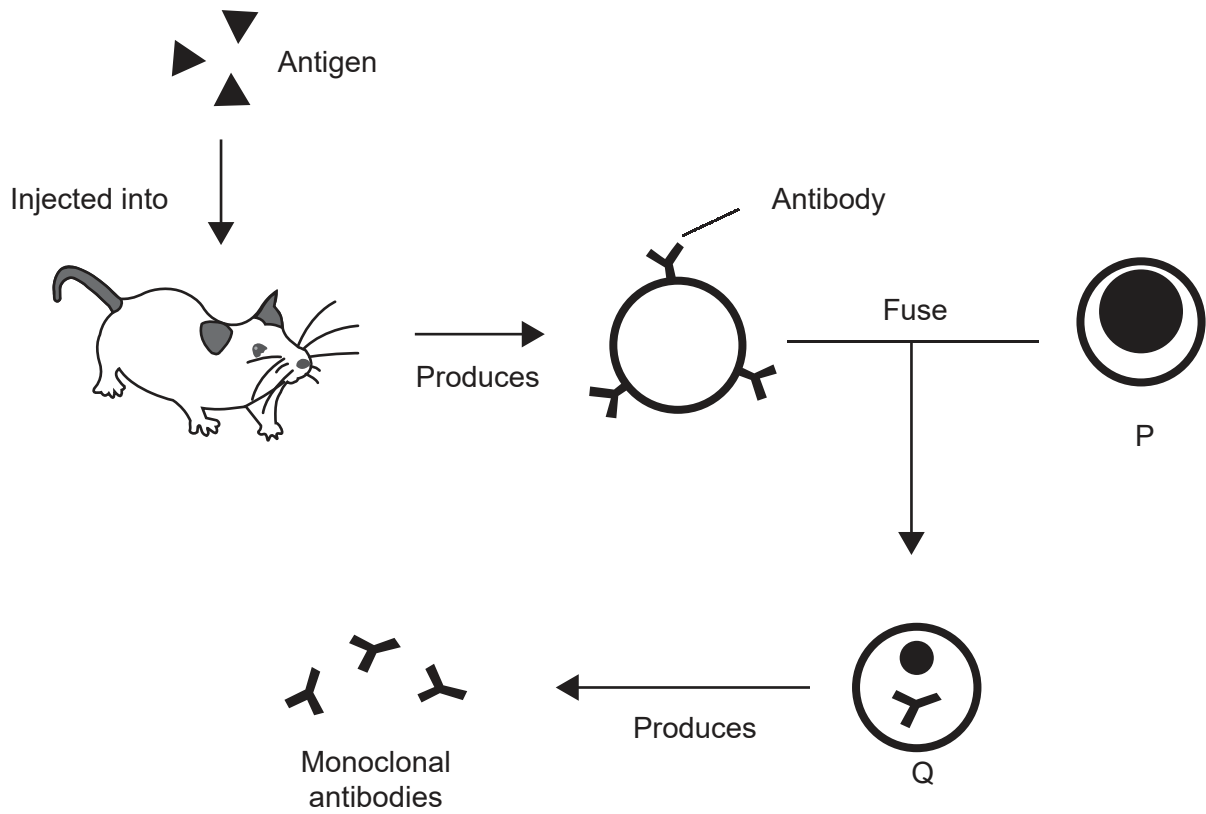 Antigen
Injected into
Antibody
Fuse
Produces
P
Produces
Q
Monoclonal
antibodies